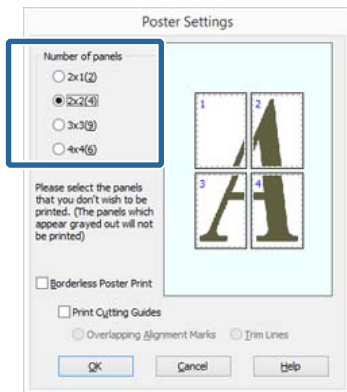 Poster Settings
Number of panels
2x1(2)
2x2(4)
3x3(9)
4x4(6)
1
2
3
4
A
Please select the panels
that you don't wish to be
printed. (The panels which
appear grayed out will not
be printed)
Borderless Poster Print
Print Cutting Guides
Overlapping Alignment Marks
Trim Lines
OK
Cancel
Help